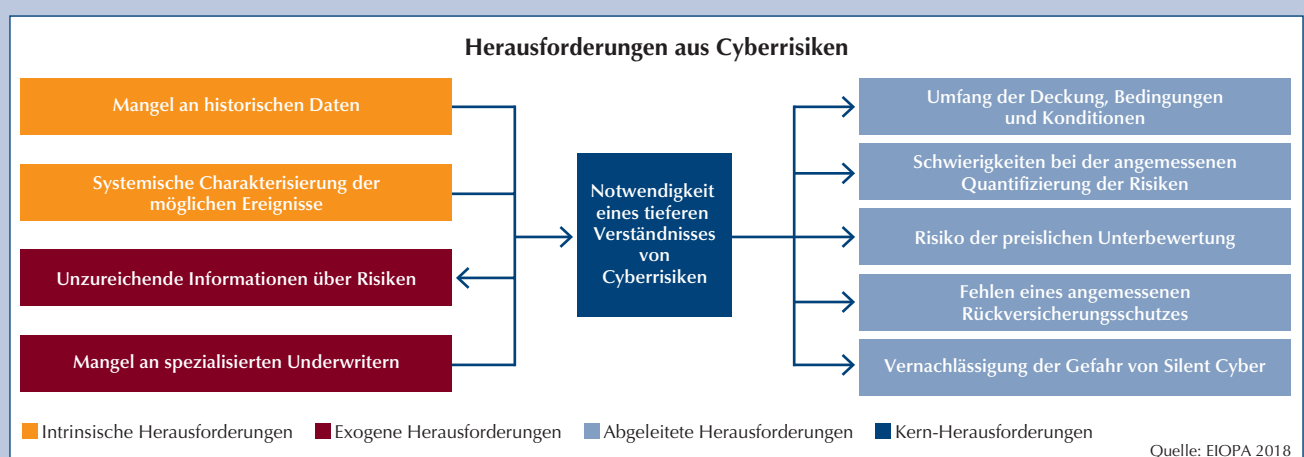 Herausforderungen aus Cyberrisiken
Mangel an historischen Daten
Systemische Charakterisierung der
möglichen Ereignisse
Unzureichende Informationen über Risiken
Mangel an spezialisierten Underwritern
Notwendigkeit
eines tieferen
Verständnisses
von
Cyberrisiken
Umfang der Deckung, Bedingungen
und Konditionen
Schwierigkeiten bei der angemessenen
Quantifizierung der Risiken
Risiko der preislichen Unterbewertung
Fehlen eines angemessenen
Rückversicherungsschutzes
Vernachlässigung der Gefahr von Silent Cyber
Intrinsische Herausforderungen
Exogene Herausforderungen
Abgeleitete Herausforderungen
Kern-Herausforderungen
Quelle: EIOPA 2018